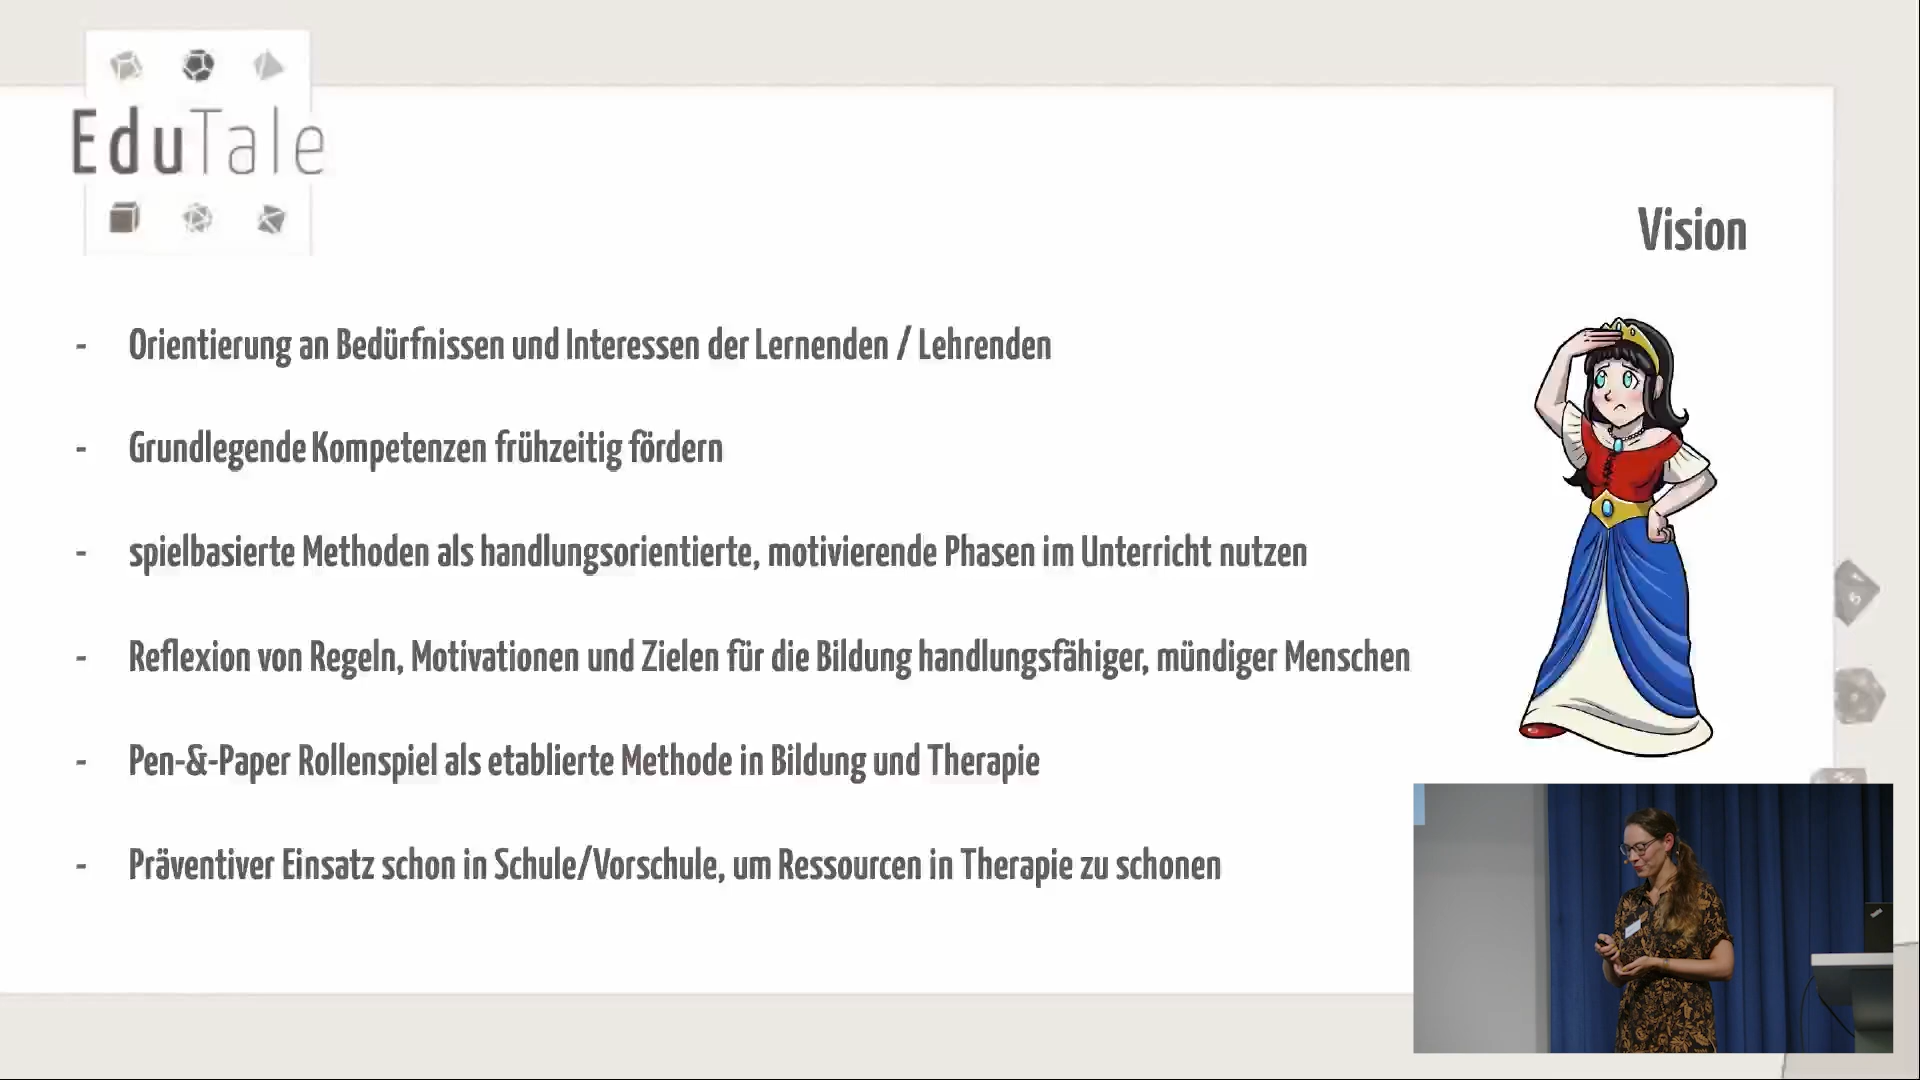 EduTale
Vision
- Orientierung an Bedürfnissen und Interessen der Lernenden / Lehrenden
- Grundlegende Kompetenzen frühzeitig fördern
- spielbasierte Methoden als handlungsorientierte, motivierende Phasen im Unterricht nutzen
- Reflexion von Regeln, Motivationen und Zielen für die Bildung handlungsfähiger, mündiger Menschen
- Pen-&-Paper Rollenspiel als etablierte Methode in Bildung und Therapie
- Präventiver Einsatz schon in Schule/Vorschule, um Ressourcen in Therapie zu schonen